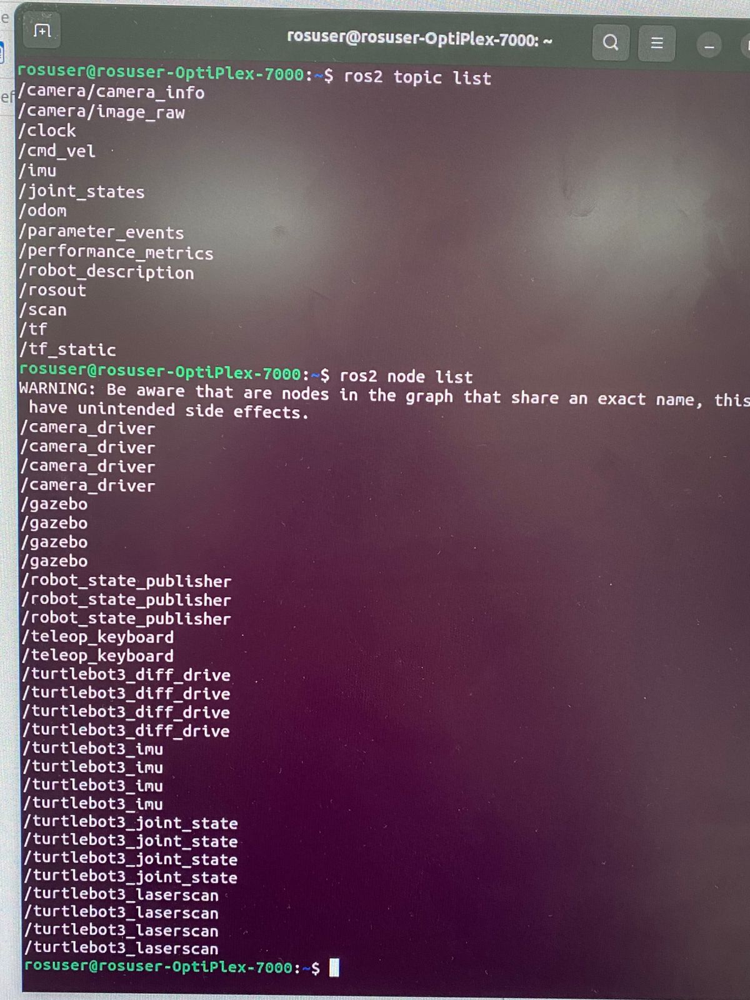 rosuser@rosuser-OptiPlex-7000: ~
rosuser@rosuser-OptiPlex-7000:~$ ros2 topic list
/camera/camera_info
/camera/image_raw
/clock
/cmd_vel
/imu
/joint_states
/odom
/parameter_events
/performance_metrics
/robot_description
/rosout
/scan
/tf
/tf_static
rosuser@rosuser-OptiPlex-7000:~$ ros2 node list
WARNING: Be aware that are nodes in the graph that share an exact name, this
have unintended side effects.
/camera_driver
/camera_driver
/camera_driver
/camera_driver
/gazebo
/gazebo
/gazebo
/gazebo
/robot_state_publisher
/robot_state_publisher
/robot_state_publisher
/teleop_keyboard
/teleop_keyboard
/turtlebot3_diff_drive
/turtlebot3_diff_drive
/turtlebot3_diff_drive
/turtlebot3_diff_drive
/turtlebot3_imu
/turtlebot3_imu
/turtlebot3_imu
/turtlebot3_imu
/turtlebot3_joint_state
/turtlebot3_joint_state
/turtlebot3_joint_state
/turtlebot3_joint_state
/turtlebot3_laserscan
/turtlebot3_laserscan
/turtlebot3_laserscan
/turtlebot3_laserscan
rosuser@rosuser-OptiPlex-7000:~$